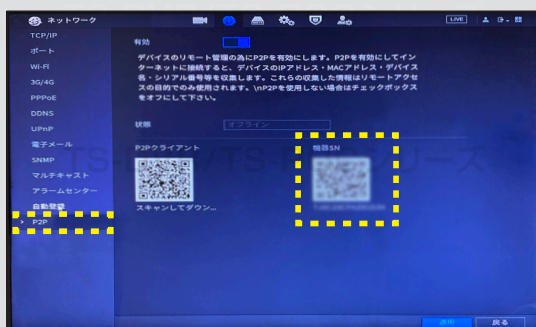 ネットワーク
LIVE
TCP/IP
ポート
Wi-Fi
3G/4G
PPPoE
DDNS
UPnP
電子メール
SNMP
マルチキャスト
アラームセンター
自動登録
P2P
有効
デバイスのリモート管理の為にP2Pを有効にします。P2Pを有効にしてイン
ターネットに接続すると、デバイスのIPアドレス・MACアドレス・デバイス
名・シリアル番号等を収集します。これらの収集した情報はリモートアクセ
スの目的でのみ使用されます。\nP2Pを使用しない場合はチェックボックス
をオフにして下さい。
状態
オフライン
P2Pクライアント
機器SN
スキャンしてダウン...
適用
戻る